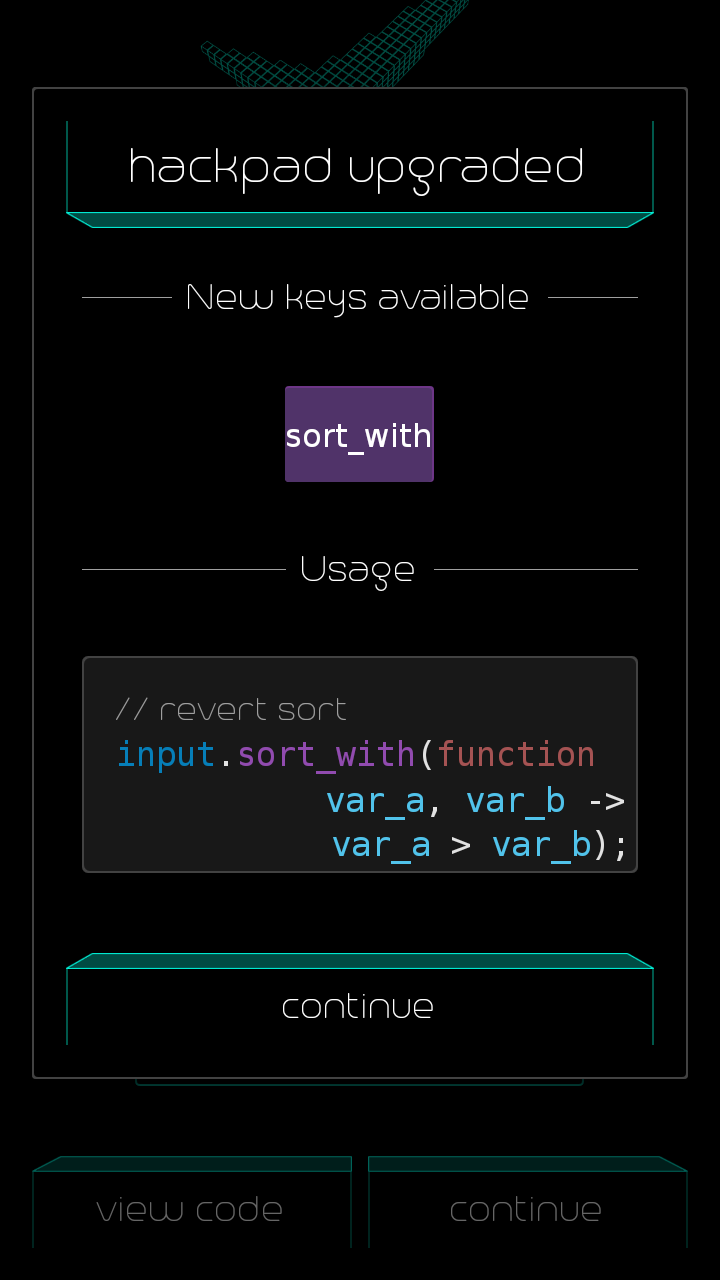 hackpad upgraded
New keys available
sort_with
Usage
// revert sort
input.sort_with(function
var_a, var_b ->
var_a > var_b);
continue
view code
continue